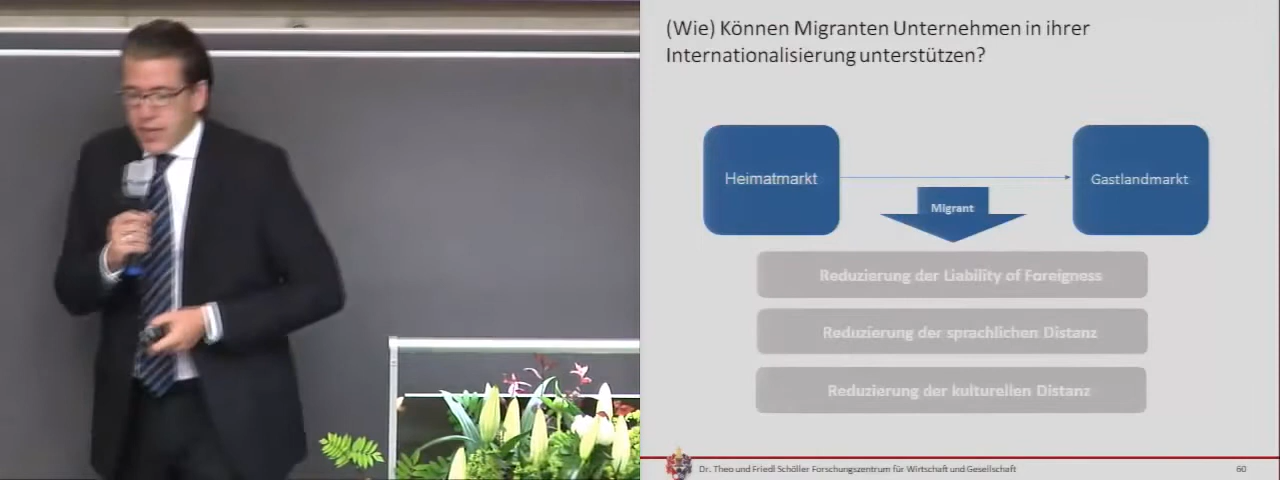 (Wie) Können Migranten Unternehmen in ihrer
Internationalisierung unterstützen?
Heimatmarkt
Gastlandmarkt
Migrant
Reduzierung der Liability of Foreigness
Reduzierung der sprachlichen Distanz
Reduzierung der kulturellen Distanz
Dr. Theo und Friedl Schöller Forschungszentrum für Wirtschaft und Gesellschaft
60